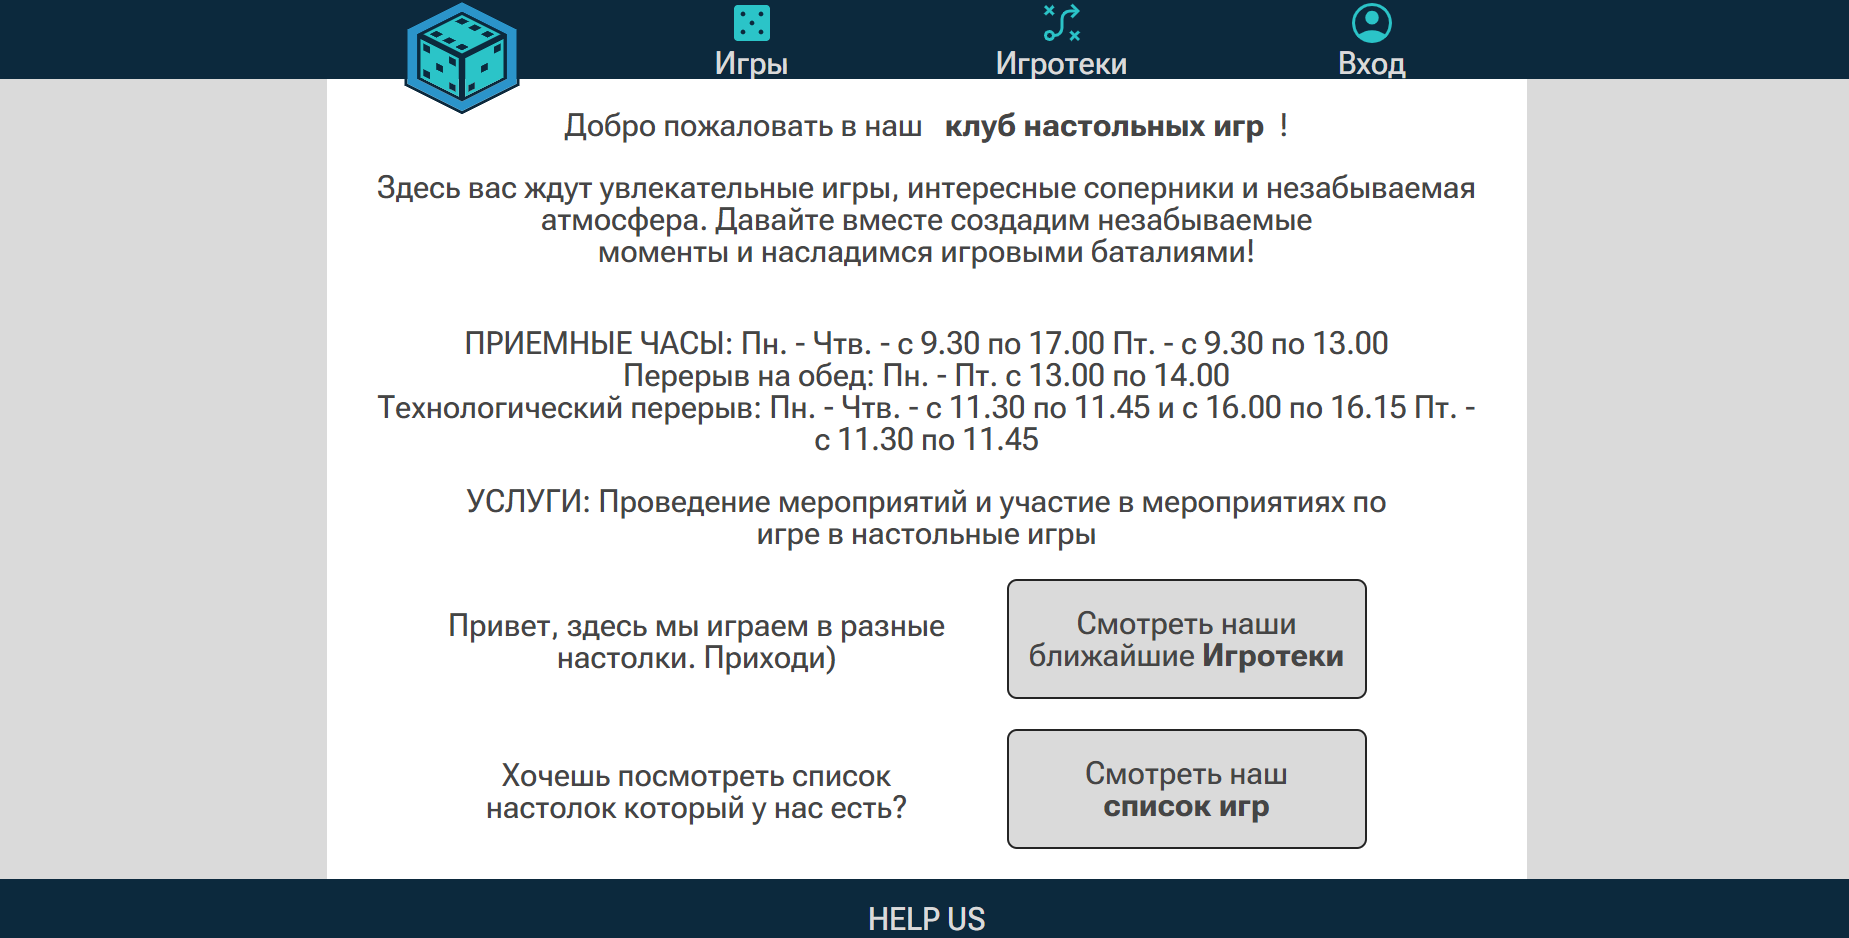 Игры
Игротеки
Вход
Добро пожаловать в наш клуб настольных игр !
Здесь вас ждут увлекательные игры, интересные соперники и незабываемая
атмосфера. Давайте вместе создадим незабываемые
моменты и насладимся игровыми баталиями!
ПРИЕМНЫЕ ЧАСЫ: Пн. - Чтв. - с 9.30 по 17.00 Пт. - с 9.30 по 13.00
Перерыв на обед: Пн. - Пт. с 13.00 по 14.00
Технологический перерыв: Пн. - Чтв. - с 11.30 по 11.45 и с 16.00 по 16.15 Пт. -
с 11.30 по 11.45
УСЛУГИ: Проведение мероприятий и участие в мероприятиях по
игре в настольные игры
Привет, здесь мы играем в разные
настолки. Приходи)
Смотреть наши
ближайшие Игротеки
Хочешь посмотреть список
настолок который у нас есть?
Смотреть наш
список игр
HELP US